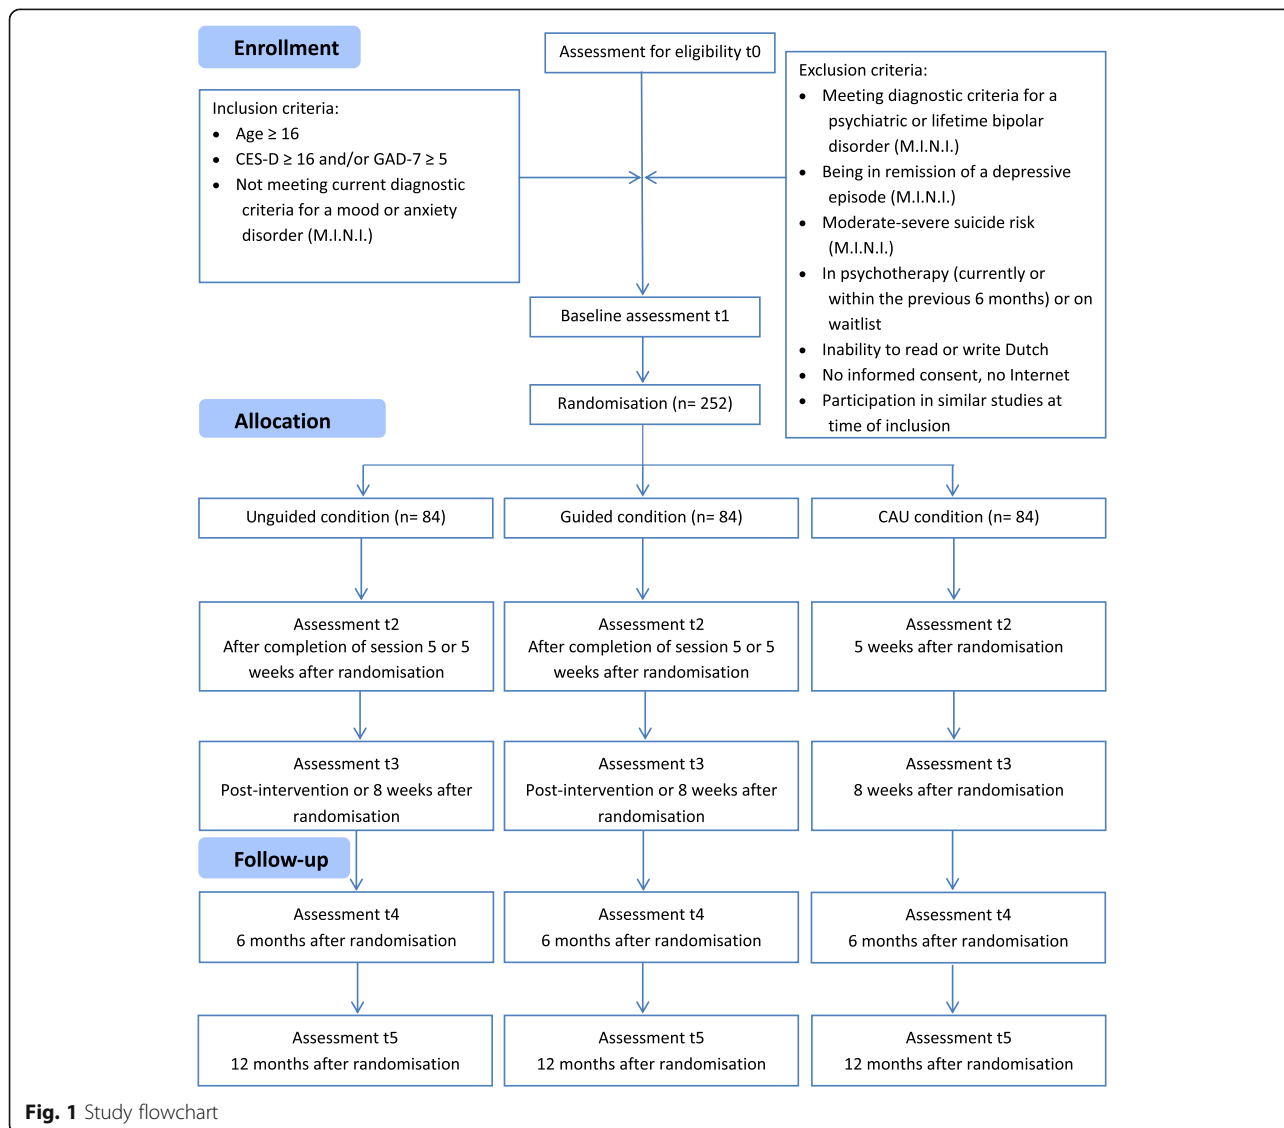 Enrollment
Assessment for eligibility t0
Inclusion criteria:
• Age ≥ 16
• CES-D ≥ 16 and/or GAD-7 ≥ 5
• Not meeting current diagnostic
criteria for a mood or anxiety
disorder (M.I.N.I.)
Exclusion criteria:
• Meeting diagnostic criteria for a
psychiatric or lifetime bipolar
disorder (M.I.N.I.)
• Being in remission of a depressive
episode (M.I.N.I.)
• Moderate-severe suicide risk
(M.I.N.I.)
• In psychotherapy (currently or
within the previous 6 months) or on
waitlist
• Inability to read or write Dutch
• No informed consent, no Internet
• Participation in similar studies at
time of inclusion
Baseline assessment t1
Randomisation (n= 252)
Allocation
Unguided condition (n= 84)
Guided condition (n= 84)
CAU condition (n= 84)
Assessment t2
After completion of session 5 or 5
weeks after randomisation
Assessment t2
After completion of session 5 or 5
weeks after randomisation
Assessment t2
5 weeks after randomisation
Assessment t3
Post-intervention or 8 weeks after
randomisation
Assessment t3
Post-intervention or 8 weeks after
randomisation
Assessment t3
8 weeks after randomisation
Follow-up
Assessment t4
6 months after randomisation
Assessment t4
6 months after randomisation
Assessment t4
6 months after randomisation
Assessment t5
12 months after randomisation
Assessment t5
12 months after randomisation
Assessment t5
12 months after randomisation
Fig. 1 Study flowchart